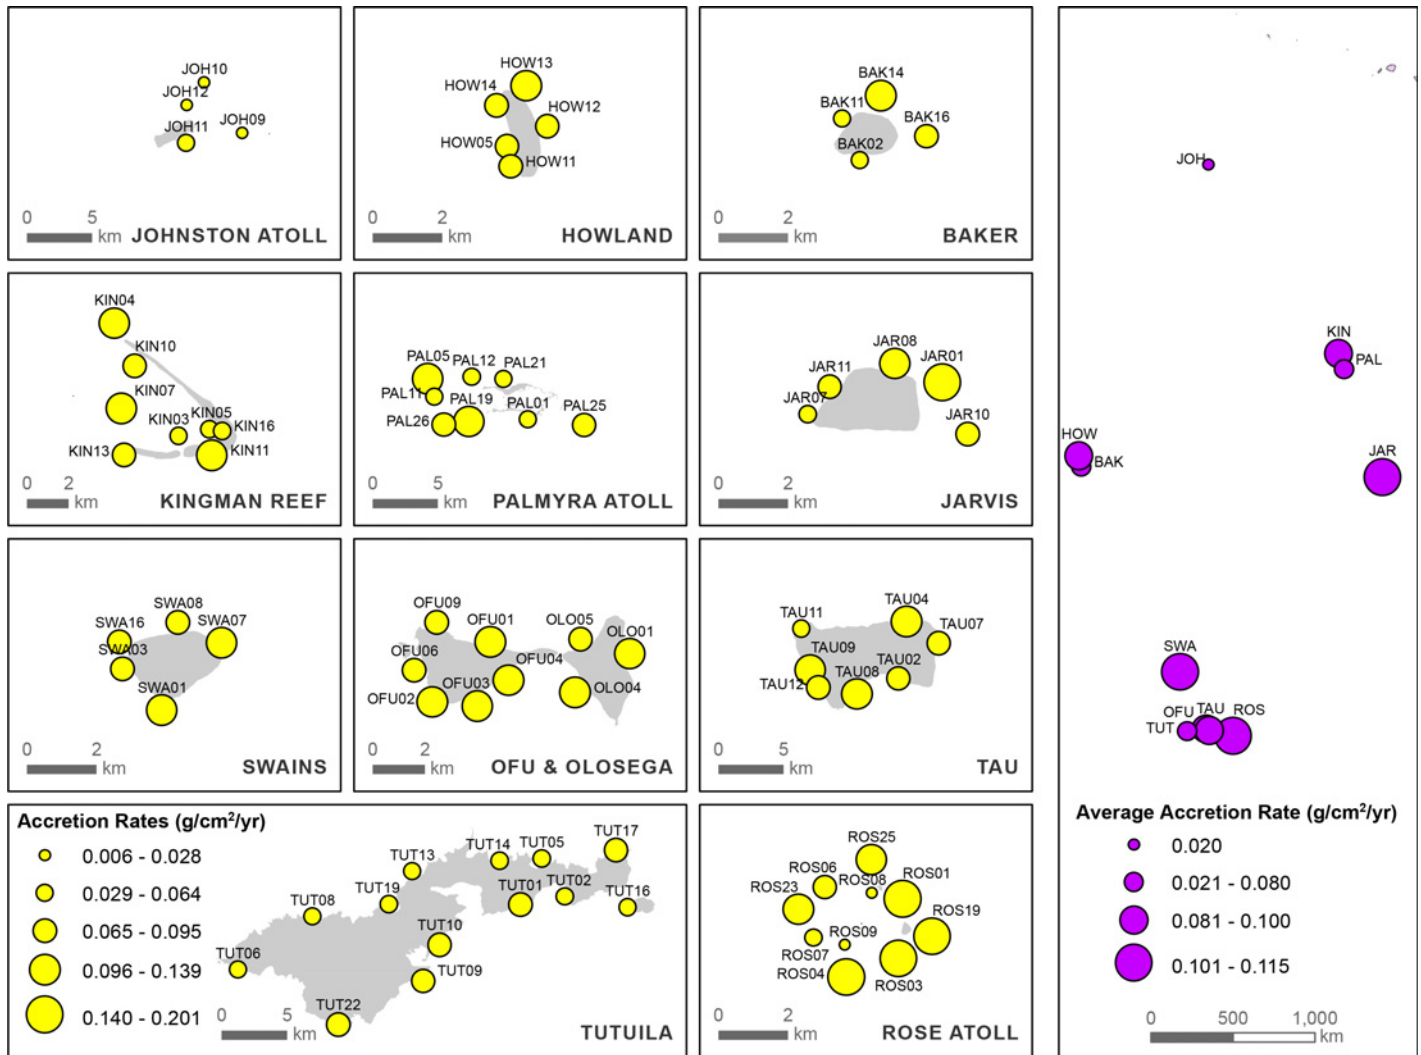 JOH10
JOH12
JOH09
JOH11
0 5
km
JOHNSTON ATOLL
HOW13
HOW14
HOW12
HOW05
HOW11
0 2
km
HOWLAND
BAK14
BAK11
BAK16
BAK02
0 2
km
BAKER
KIN04
KIN10
KIN07
KIN03
KIN05
KIN16
KIN13
KIN11
0 2
km
KINGMAN REEF
PAL05
PAL12
PAL21
PAL11
PAL19
PAL01
PAL25
PAL26
0 5
km
PALMYRA ATOLL
JAR08
JAR01
JAR11
JAR07
JAR10
0 2
km
JARVIS
SWA08
SWA16
SWA07
SWA03
SWA01
0 2
km
SWAINS
OFU09
OFU01
OLO05
OLO01
OFU06
OFU04
OFU02
OFU03
OLO04
0 2
km
OFU & OLOSEGA
TAU04
TAU11
TAU07
TAU09
TAU02
TAU12
TAU08
0 5
km
TAU
Accretion Rates (g/cm²/yr)
0.006 - 0.028
0.029 - 0.064
0.065 - 0.095
0.096 - 0.139
0.140 - 0.201
TUT17
TUT13
TUT14
TUT05
TUT19
TUT01
TUT02
TUT16
TUT08
TUT10
TUT06
TUT09
TUT22
0 5
km
TUTUILA
ROS25
ROS06
ROS08
ROS01
ROS23
ROS19
ROS09
ROS07
ROS04
ROS03
0 2
km
ROSE ATOLL
JOH
KIN
PAL
HOW
BAK
JAR
SWA
OFU
TAU
ROS
TUT
Average Accretion Rate (g/cm²/yr)
0.020
0.021 - 0.080
0.081 - 0.100
0.101 - 0.115
0 500 1,000
km